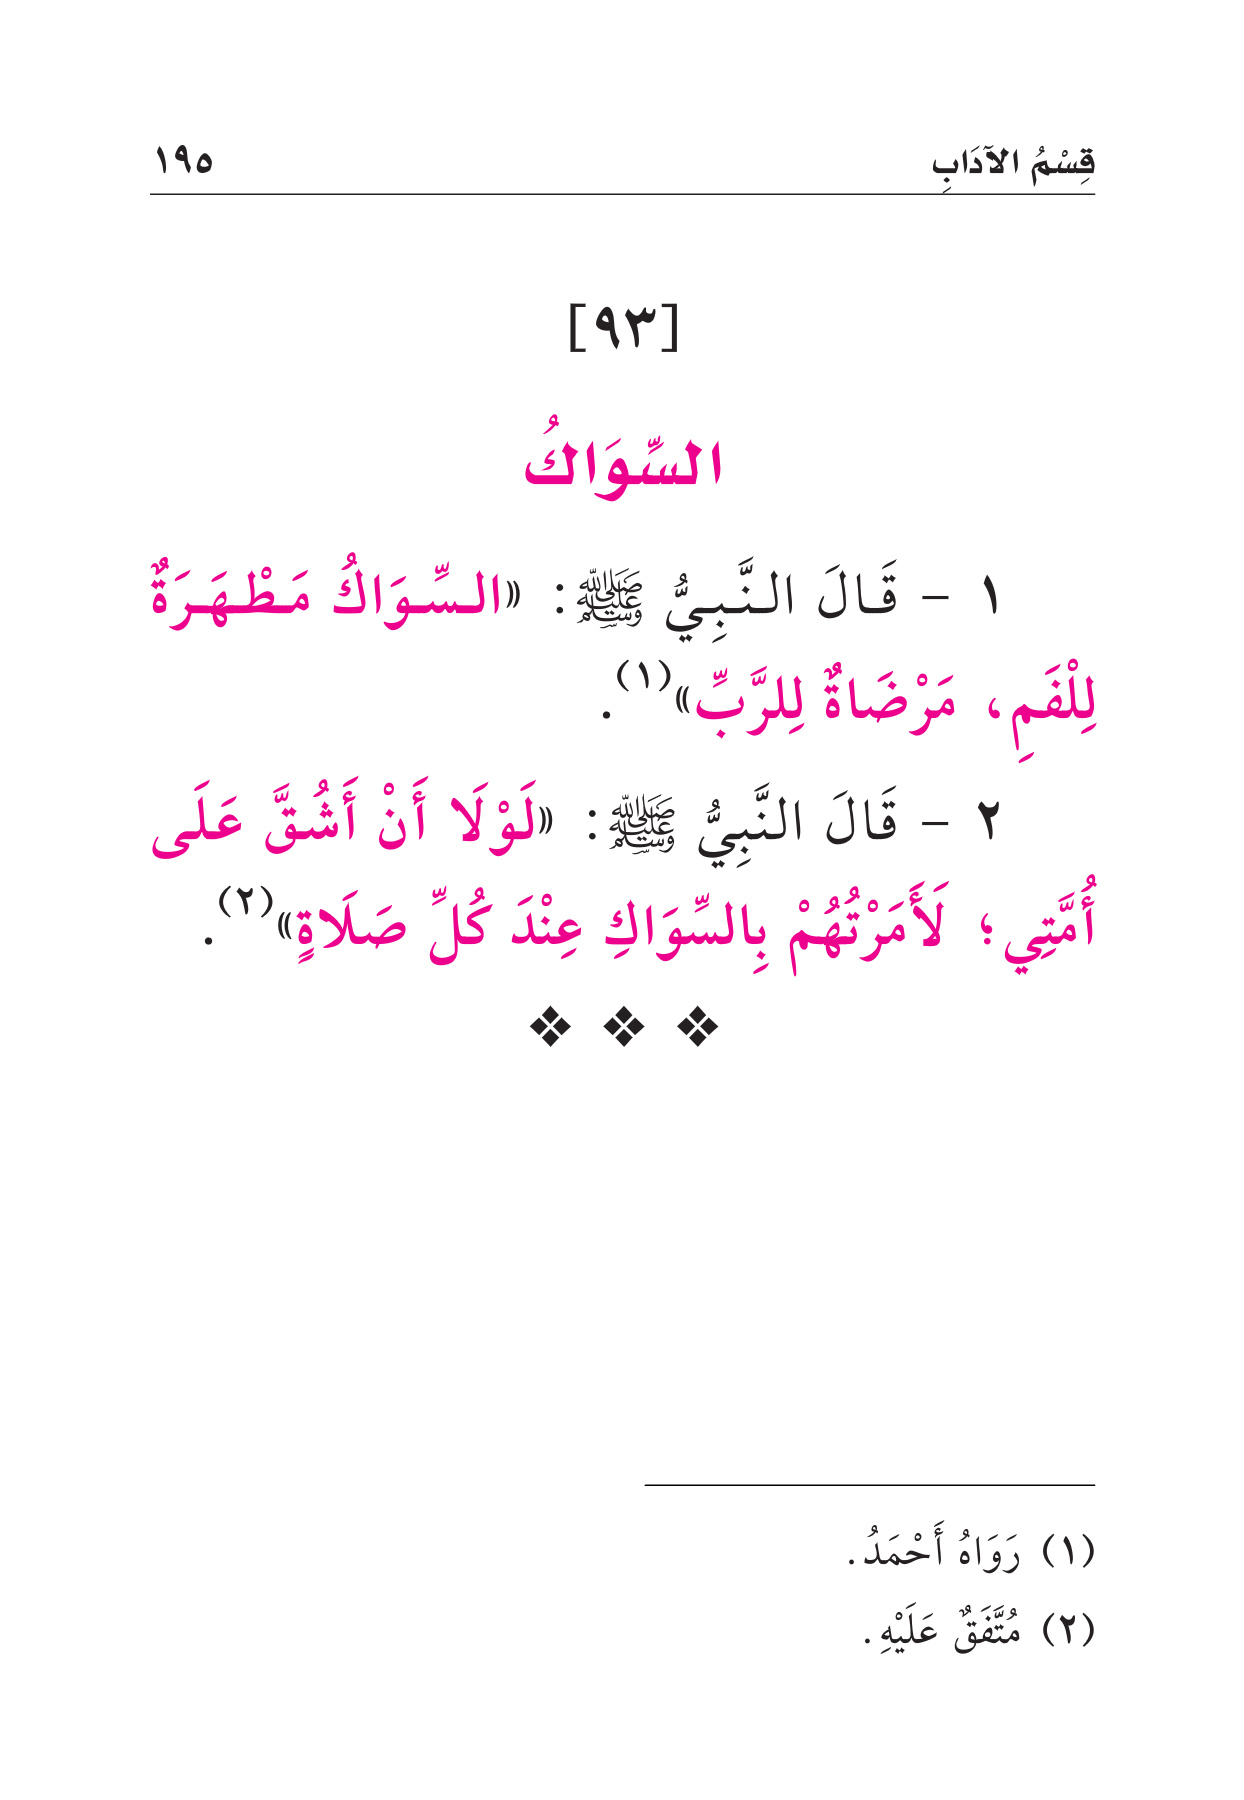 قِسْمُ الآدَابِ ١٩٥
[٩٣]
السِّوَاكُ
١ - قَالَ النَّبِيُّ ﷺ: «السِّوَاكُ مَطْهَرَةٌ
لِلْفَمِ، مَرْضَاةٌ لِلرَّبِّ»(١).
٢ - قَالَ النَّبِيُّ ﷺ: «لَوْلَا أَنْ أَشُقَّ عَلَى
أُمَّتِي؛ لَأَمَرْتُهُمْ بِالسِّوَاكِ عِنْدَ كُلِّ صَلَاةٍ»(٢).
(١) رَوَاهُ أَحْمَدُ.
(٢) مُتَّفَقٌ عَلَيْهِ.